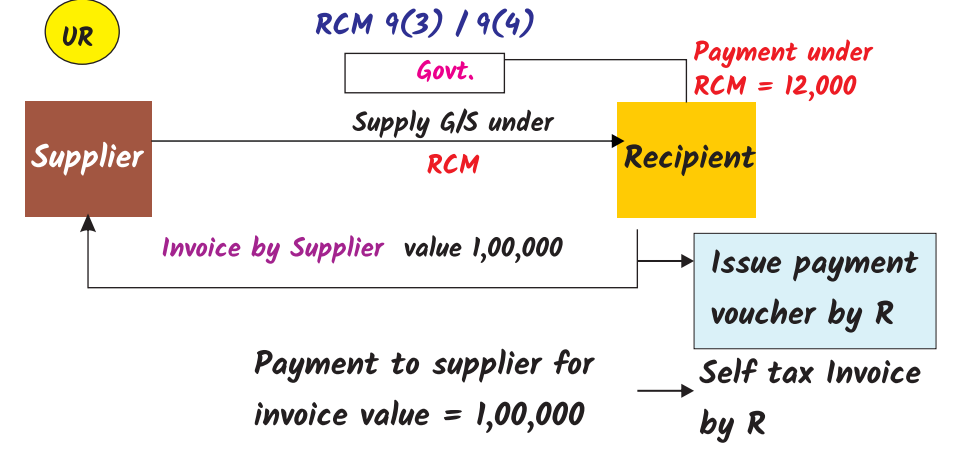 UR
RCM 9(3) / 9(4)
Govt.
Payment under
RCM = 12,000
Supply G/S under
RCM
Supplier
Recipient
Invoice by Supplier value 1,00,000
Issue payment
voucher by R
Payment to supplier for
invoice value = 1,00,000
Self tax Invoice
by R